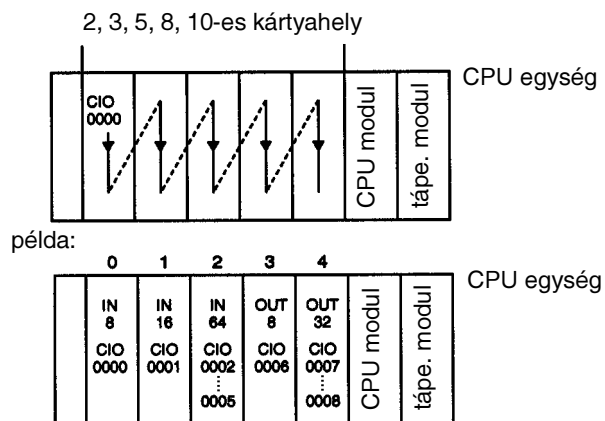 2, 3, 5, 8, 10-es kártyahely
CPU egység
CIO
0000
CPU modul
tápe. modul
példa:
0 1 2 3 4
CPU egység
IN IN IN OUT OUT
8 16 64 8 32
CIO CIO CIO CIO CIO
0000 0001 0002 0006 0007
0005 0008
CPU modul
tápe. modul